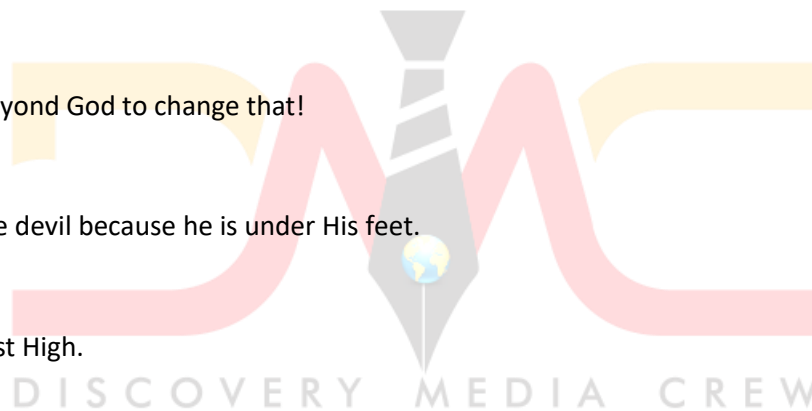 yond God to change that!
e devil because he is under His feet.
st High.
DISCOVERY MEDIA CREW